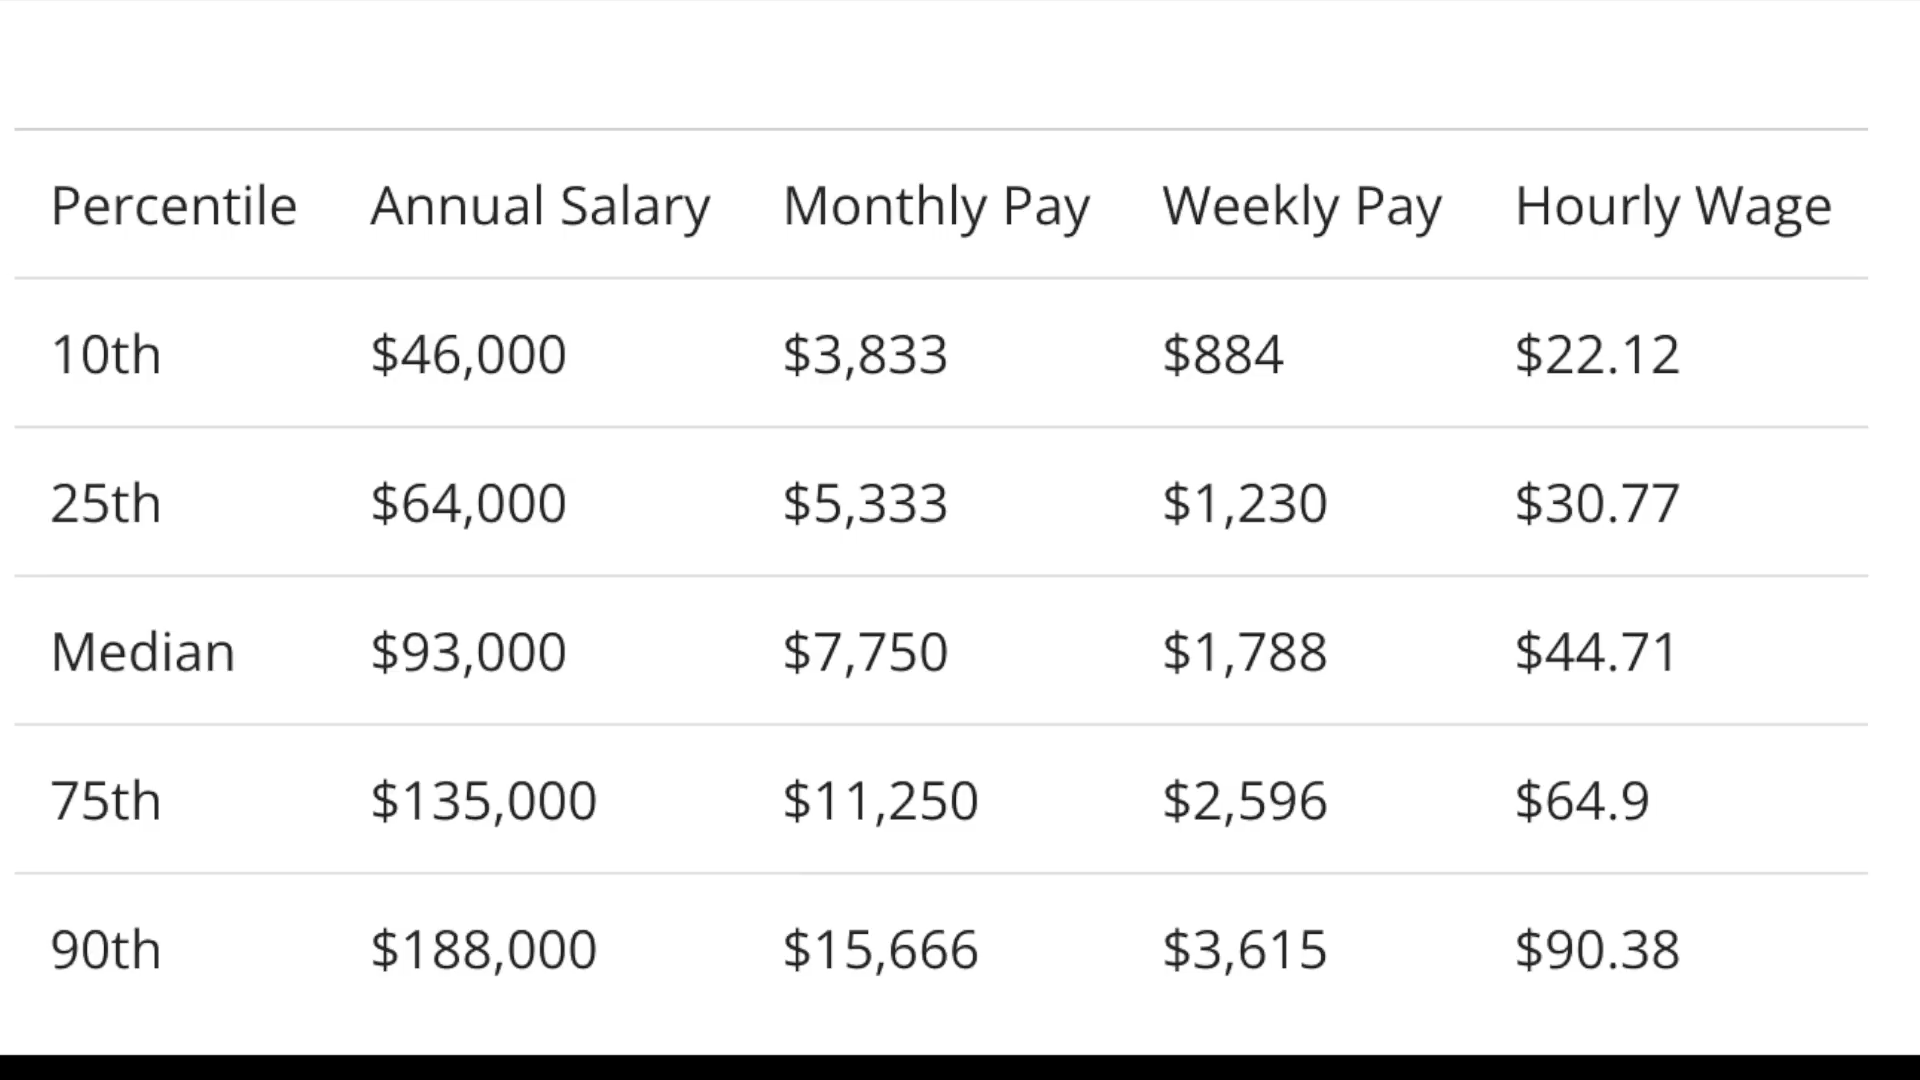 Percentile Annual Salary Monthly Pay Weekly Pay Hourly Wage
10th $46,000 $3,833 $884 $22.12
25th $64,000 $5,333 $1,230 $30.77
Median $93,000 $7,750 $1,788 $44.71
75th $135,000 $11,250 $2,596 $64.9
90th $188,000 $15,666 $3,615 $90.38